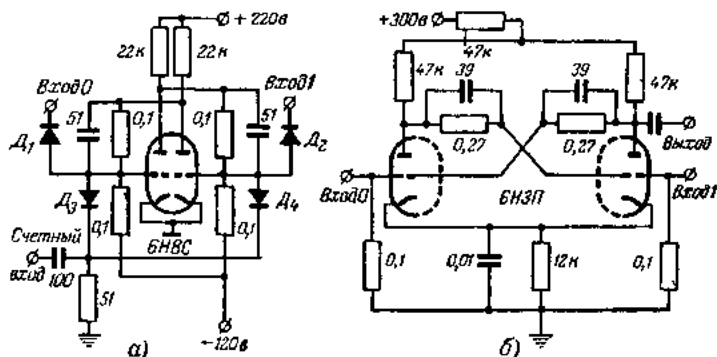 +220в
22к 22к
Вход0
Вход1
51
0,1
0,1
51
Д₁
Д₂
Д₃
0,1
0,1
Д₄
6Н8С
Счетный
вход
100
51
-120в
а)
+300в
47к
47к
39
39
47к
0,27
0,27
Выход
Вход0
6Н3П
Вход1
0,1
0,01
12к
0,1
б)